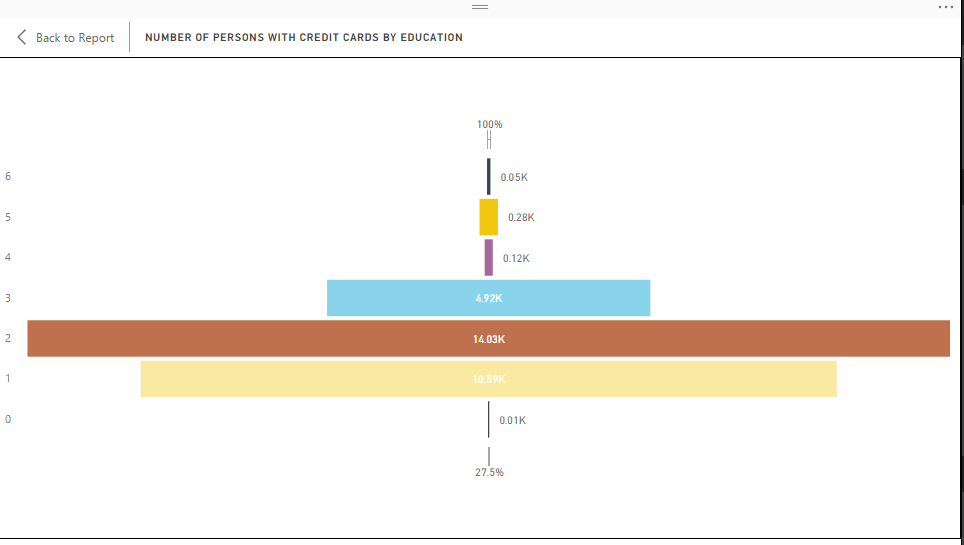 Back to Report
NUMBER OF PERSONS WITH CREDIT CARDS BY EDUCATION
100%
6 0.05K
5 0.28K
4 0.12K
3 4.92K
2 14.03K
1 10.59K
0 0.01K
27.5%